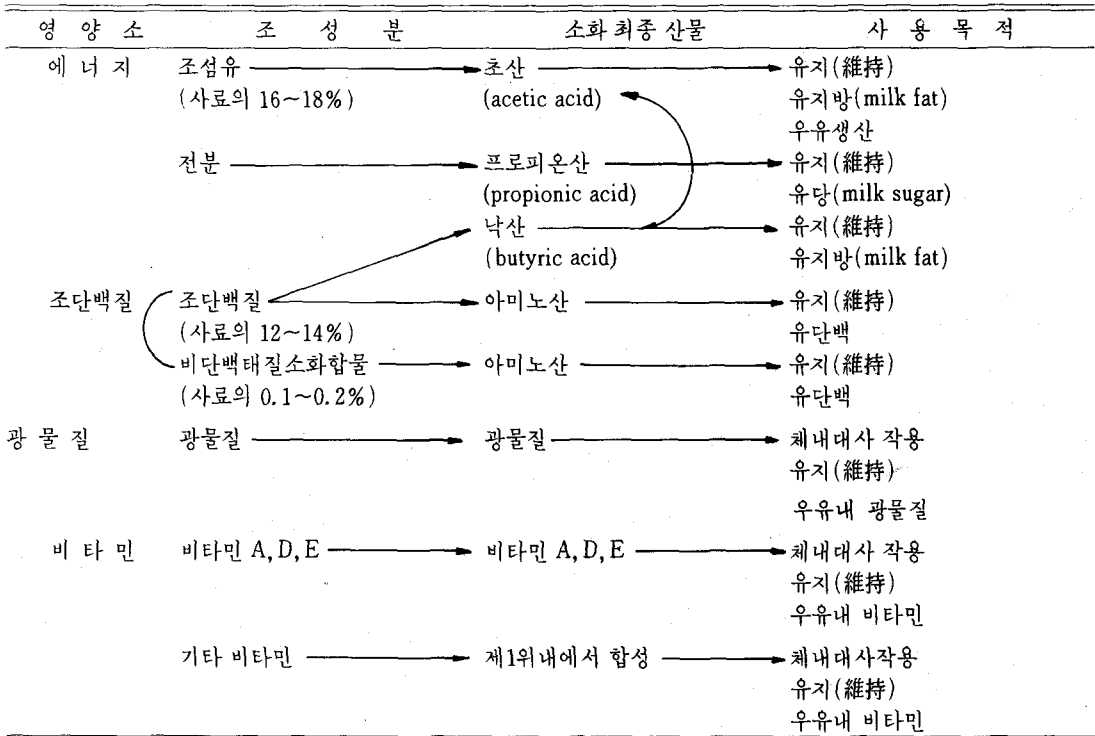 영 양 소 조 성 분 소화 최종 산물 사 용 목 적
에 너 지 조섬유 초산 유지(維持)
(사료의 16~18%) (acetic acid) 유지방(milk fat)
우유생산
전분 프로피온산 유지(維持)
(propionic acid) 유당(milk sugar)
낙산 유지(維持)
(butyric acid) 유지방(milk fat)
조단백질 조단백질 아미노산 유지(維持)
(사료의 12~14%) 유단백
비단백태질소화합물 아미노산 유지(維持)
(사료의 0.1~0.2%) 유단백
광 물 질 광물질 광물질 체내대사 작용
유지(維持)
우유내 광물질
비 타 민 비타민 A, D, E 비타민 A, D, E 체내대사 작용
유지(維持)
우유내 비타민
기타 비타민 제1위내에서 합성 체내대사작용
유지(維持)
우유내 비타민